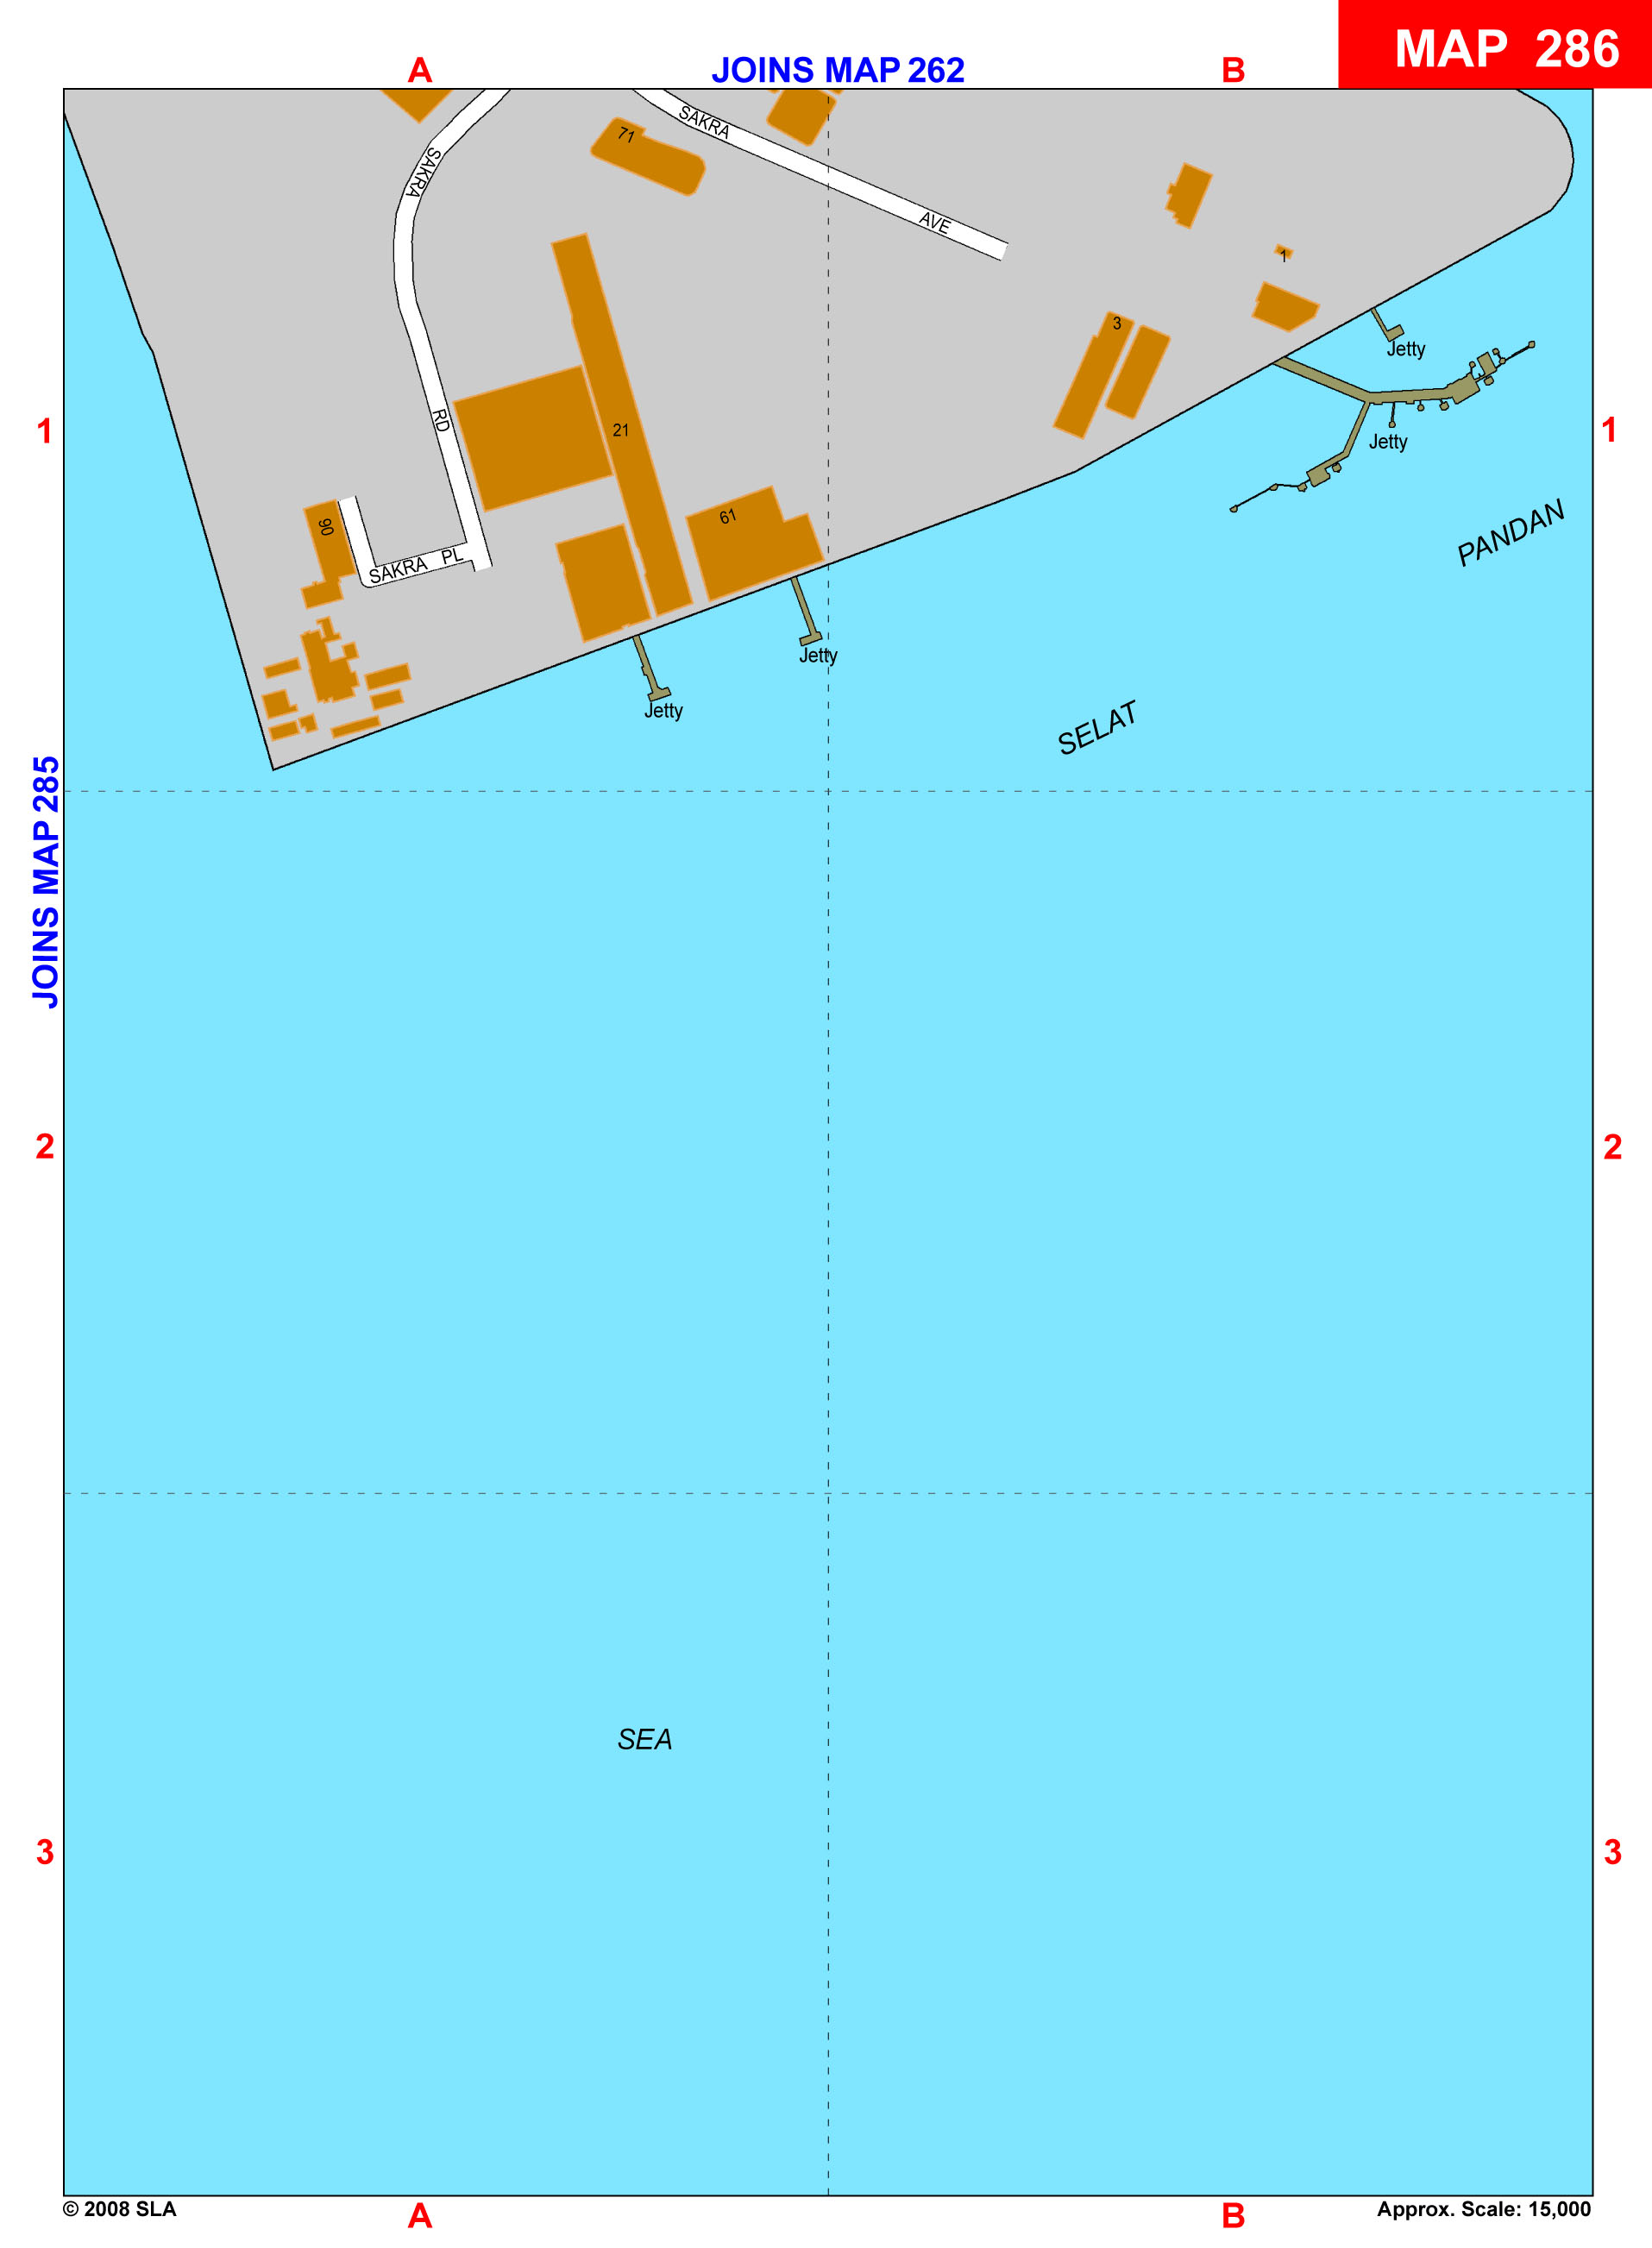 MAP 286
A
JOINS MAP 262
B
SAKRA
AVE
71
SAKRA
RD
1
3
Jetty
Jetty
1
1
21
61
90
SAKRA PL
PANDAN
Jetty
Jetty
SELAT
JOINS MAP 285
2
2
SEA
3
3
© 2008 SLA
A
B
Approx. Scale: 15,000